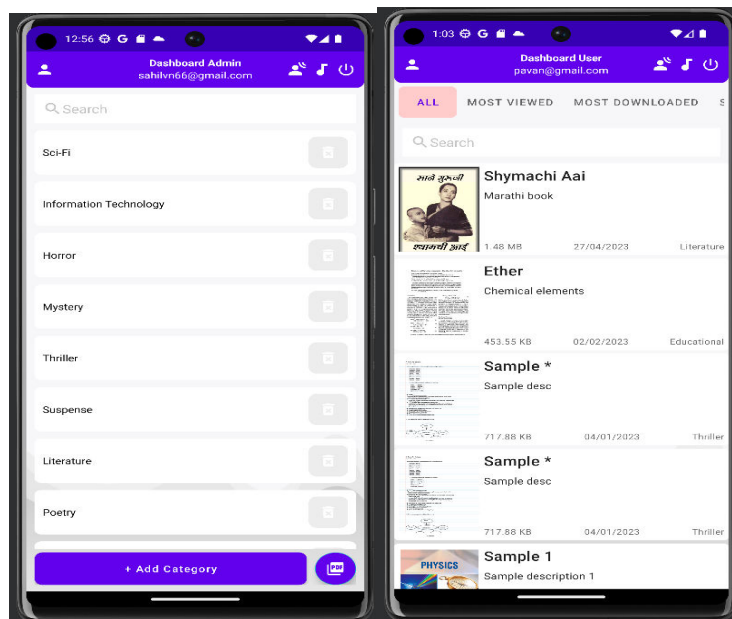 12:56 G
Dashboard Admin
sahilvn66@gmail.com
Search
Sci-Fi
Information Technology
Horror
Mystery
Thriller
Suspense
Literature
Poetry
+ Add Category
PDF
1:03 G
Dashboard User
pavan@gmail.com
ALL MOST VIEWED MOST DOWNLOADED S
Search
साने गुरुजी
श्यामची आई
Shymachi Aai
Marathi book
1.48 MB 27/04/2023 Literature
Ether
Chemical elements
453.55 KB 02/02/2023 Educational
Sample *
Sample desc
717.88 KB 04/01/2023 Thriller
Sample *
Sample desc
717.88 KB 04/01/2023 Thriller
PHYSICS
Sample 1
Sample description 1